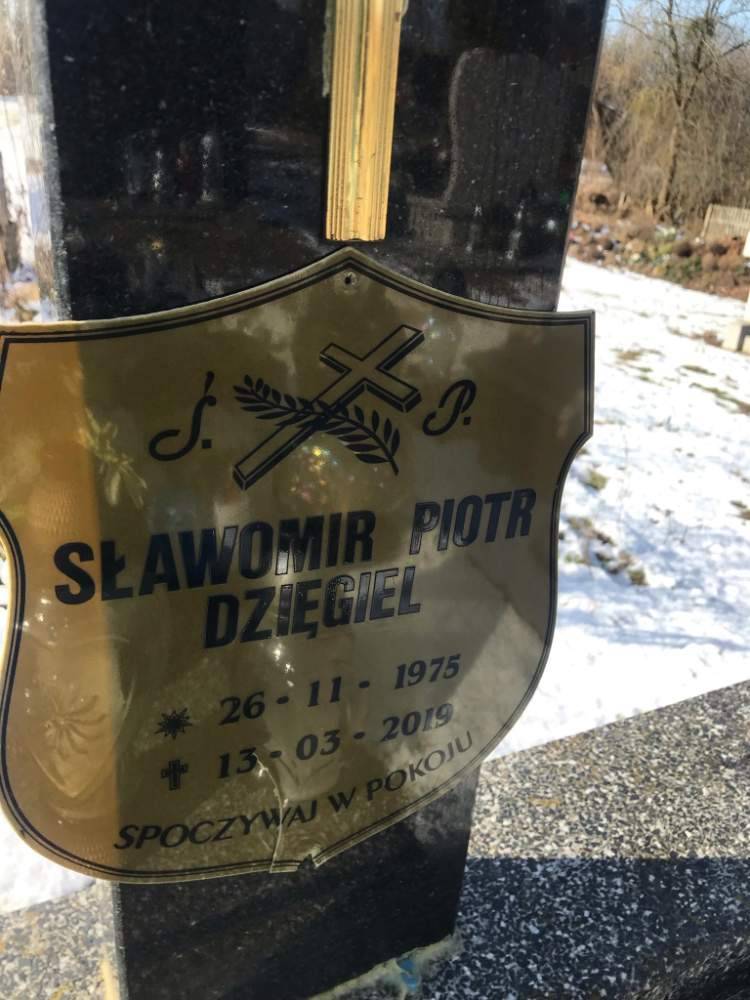 Ś. P.
SŁAWOMIR PIOTR
DZIĘGIEL
26 - 11 - 1975
13 - 03 - 2019
SPOCZYWAJ W POKOJU